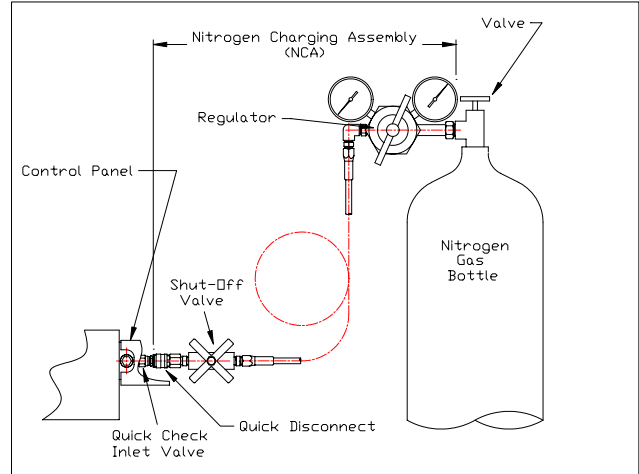 Nitrogen Charging Assembly
(NCA)
Valve
Regulator
Control Panel
Nitrogen
Gas
Bottle
Shut-Off
Valve
Quick Disconnect
Quick Check
Inlet Valve